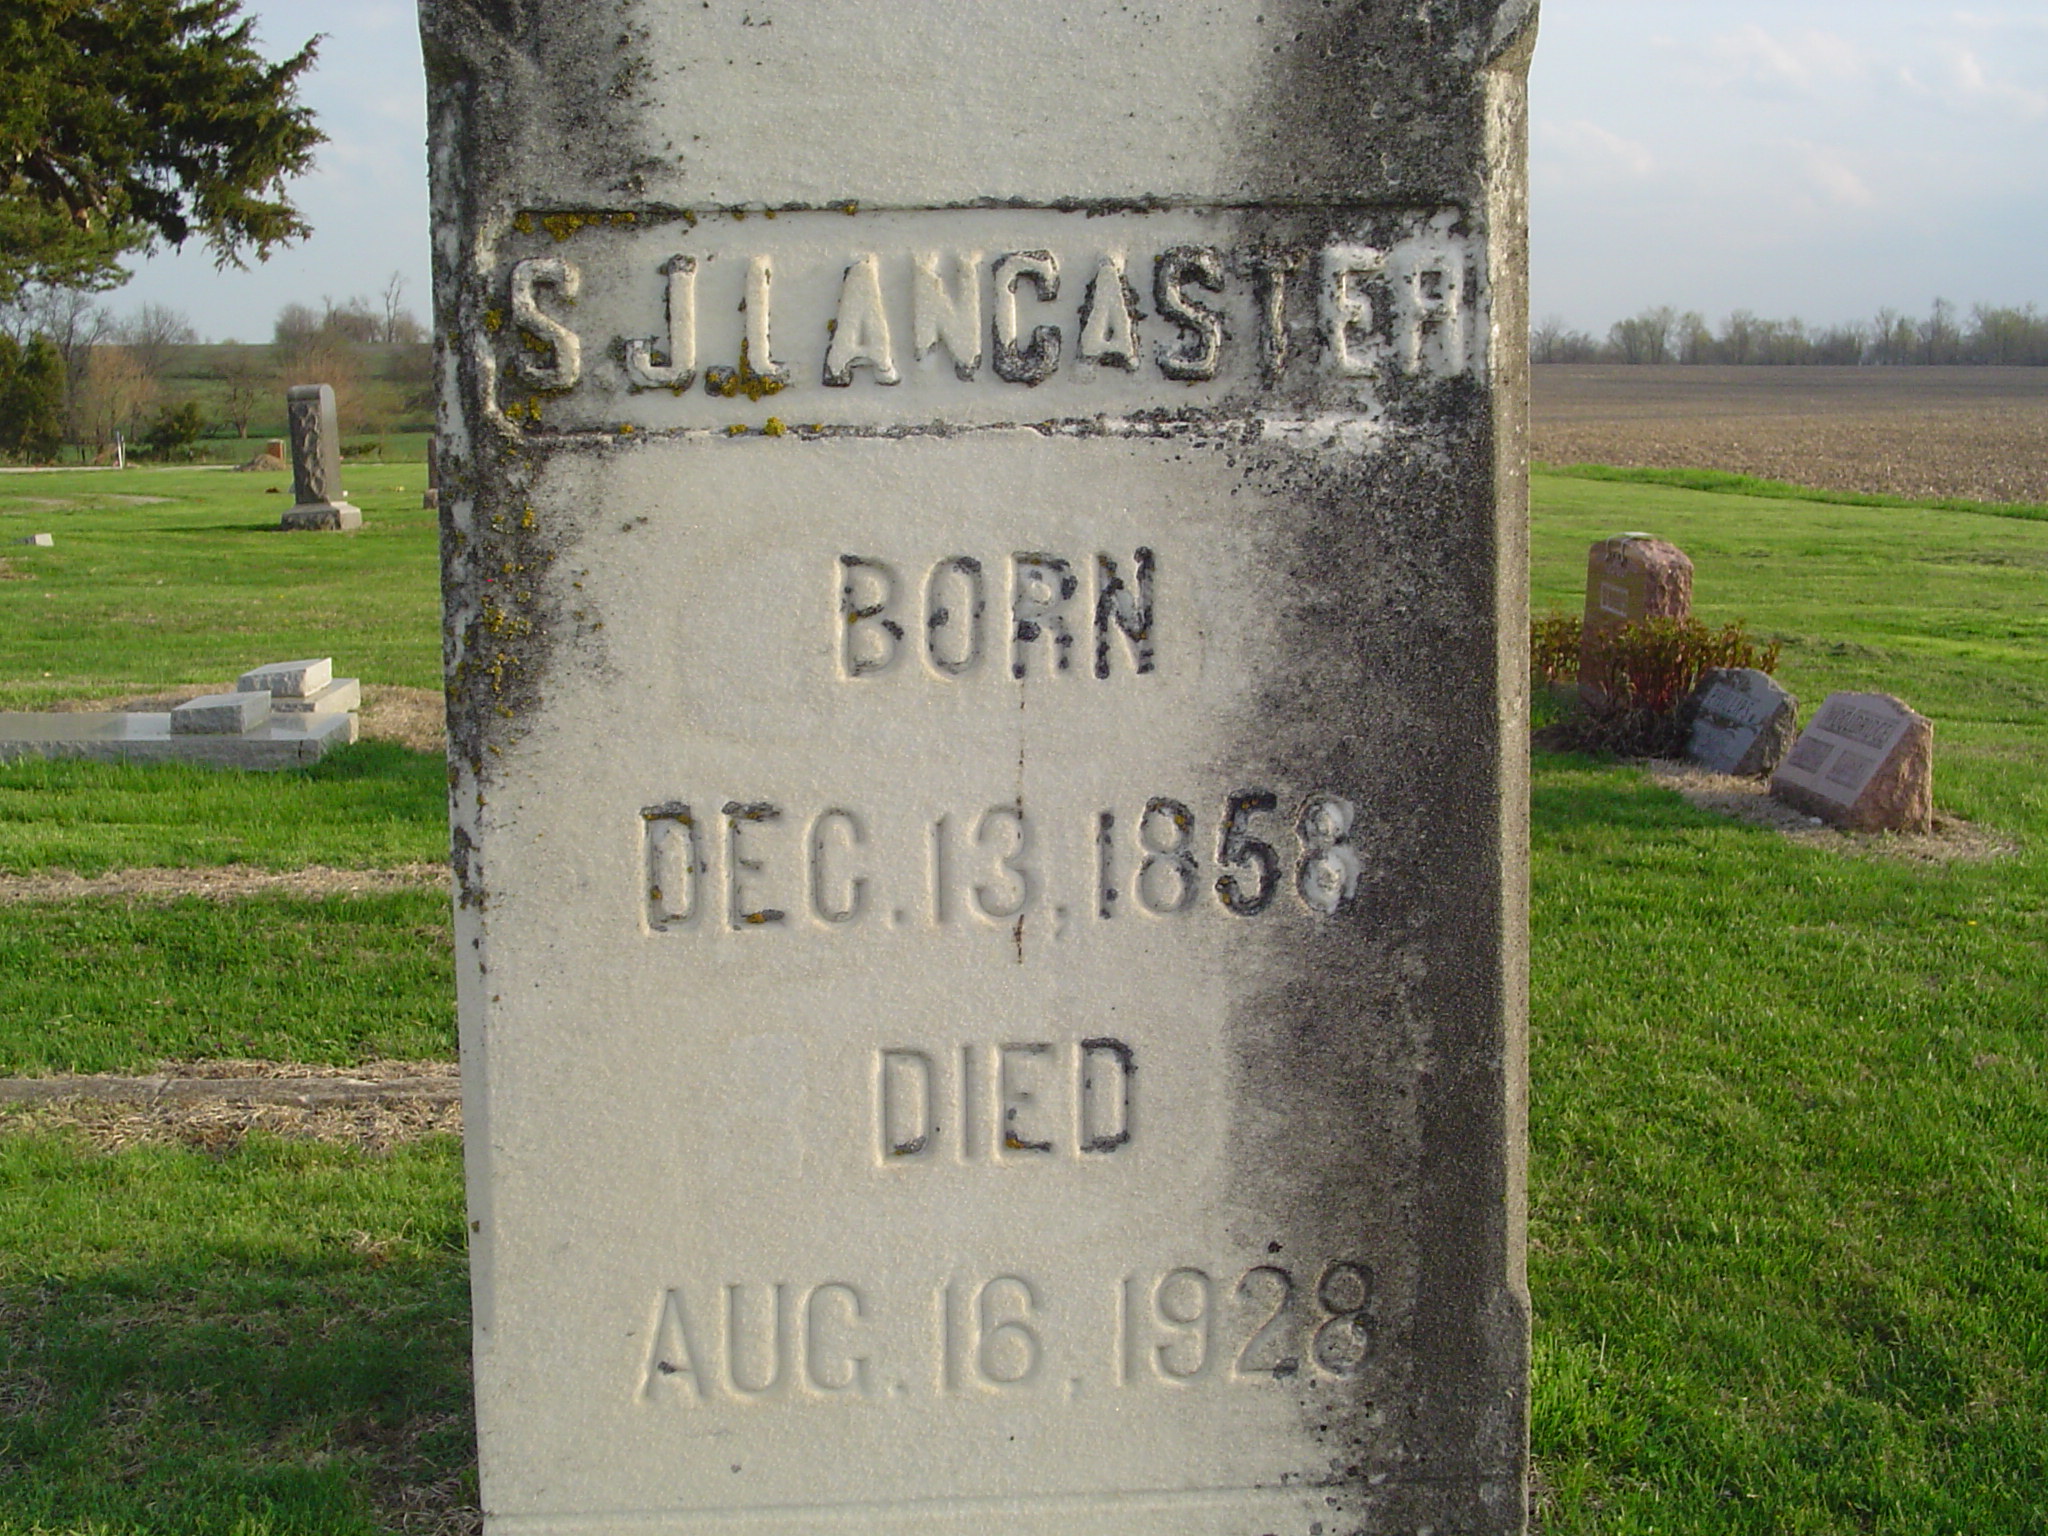 S.J. LANCASTER
BORN
DEC. 13, 1858
DIED
AUG. 16, 1928